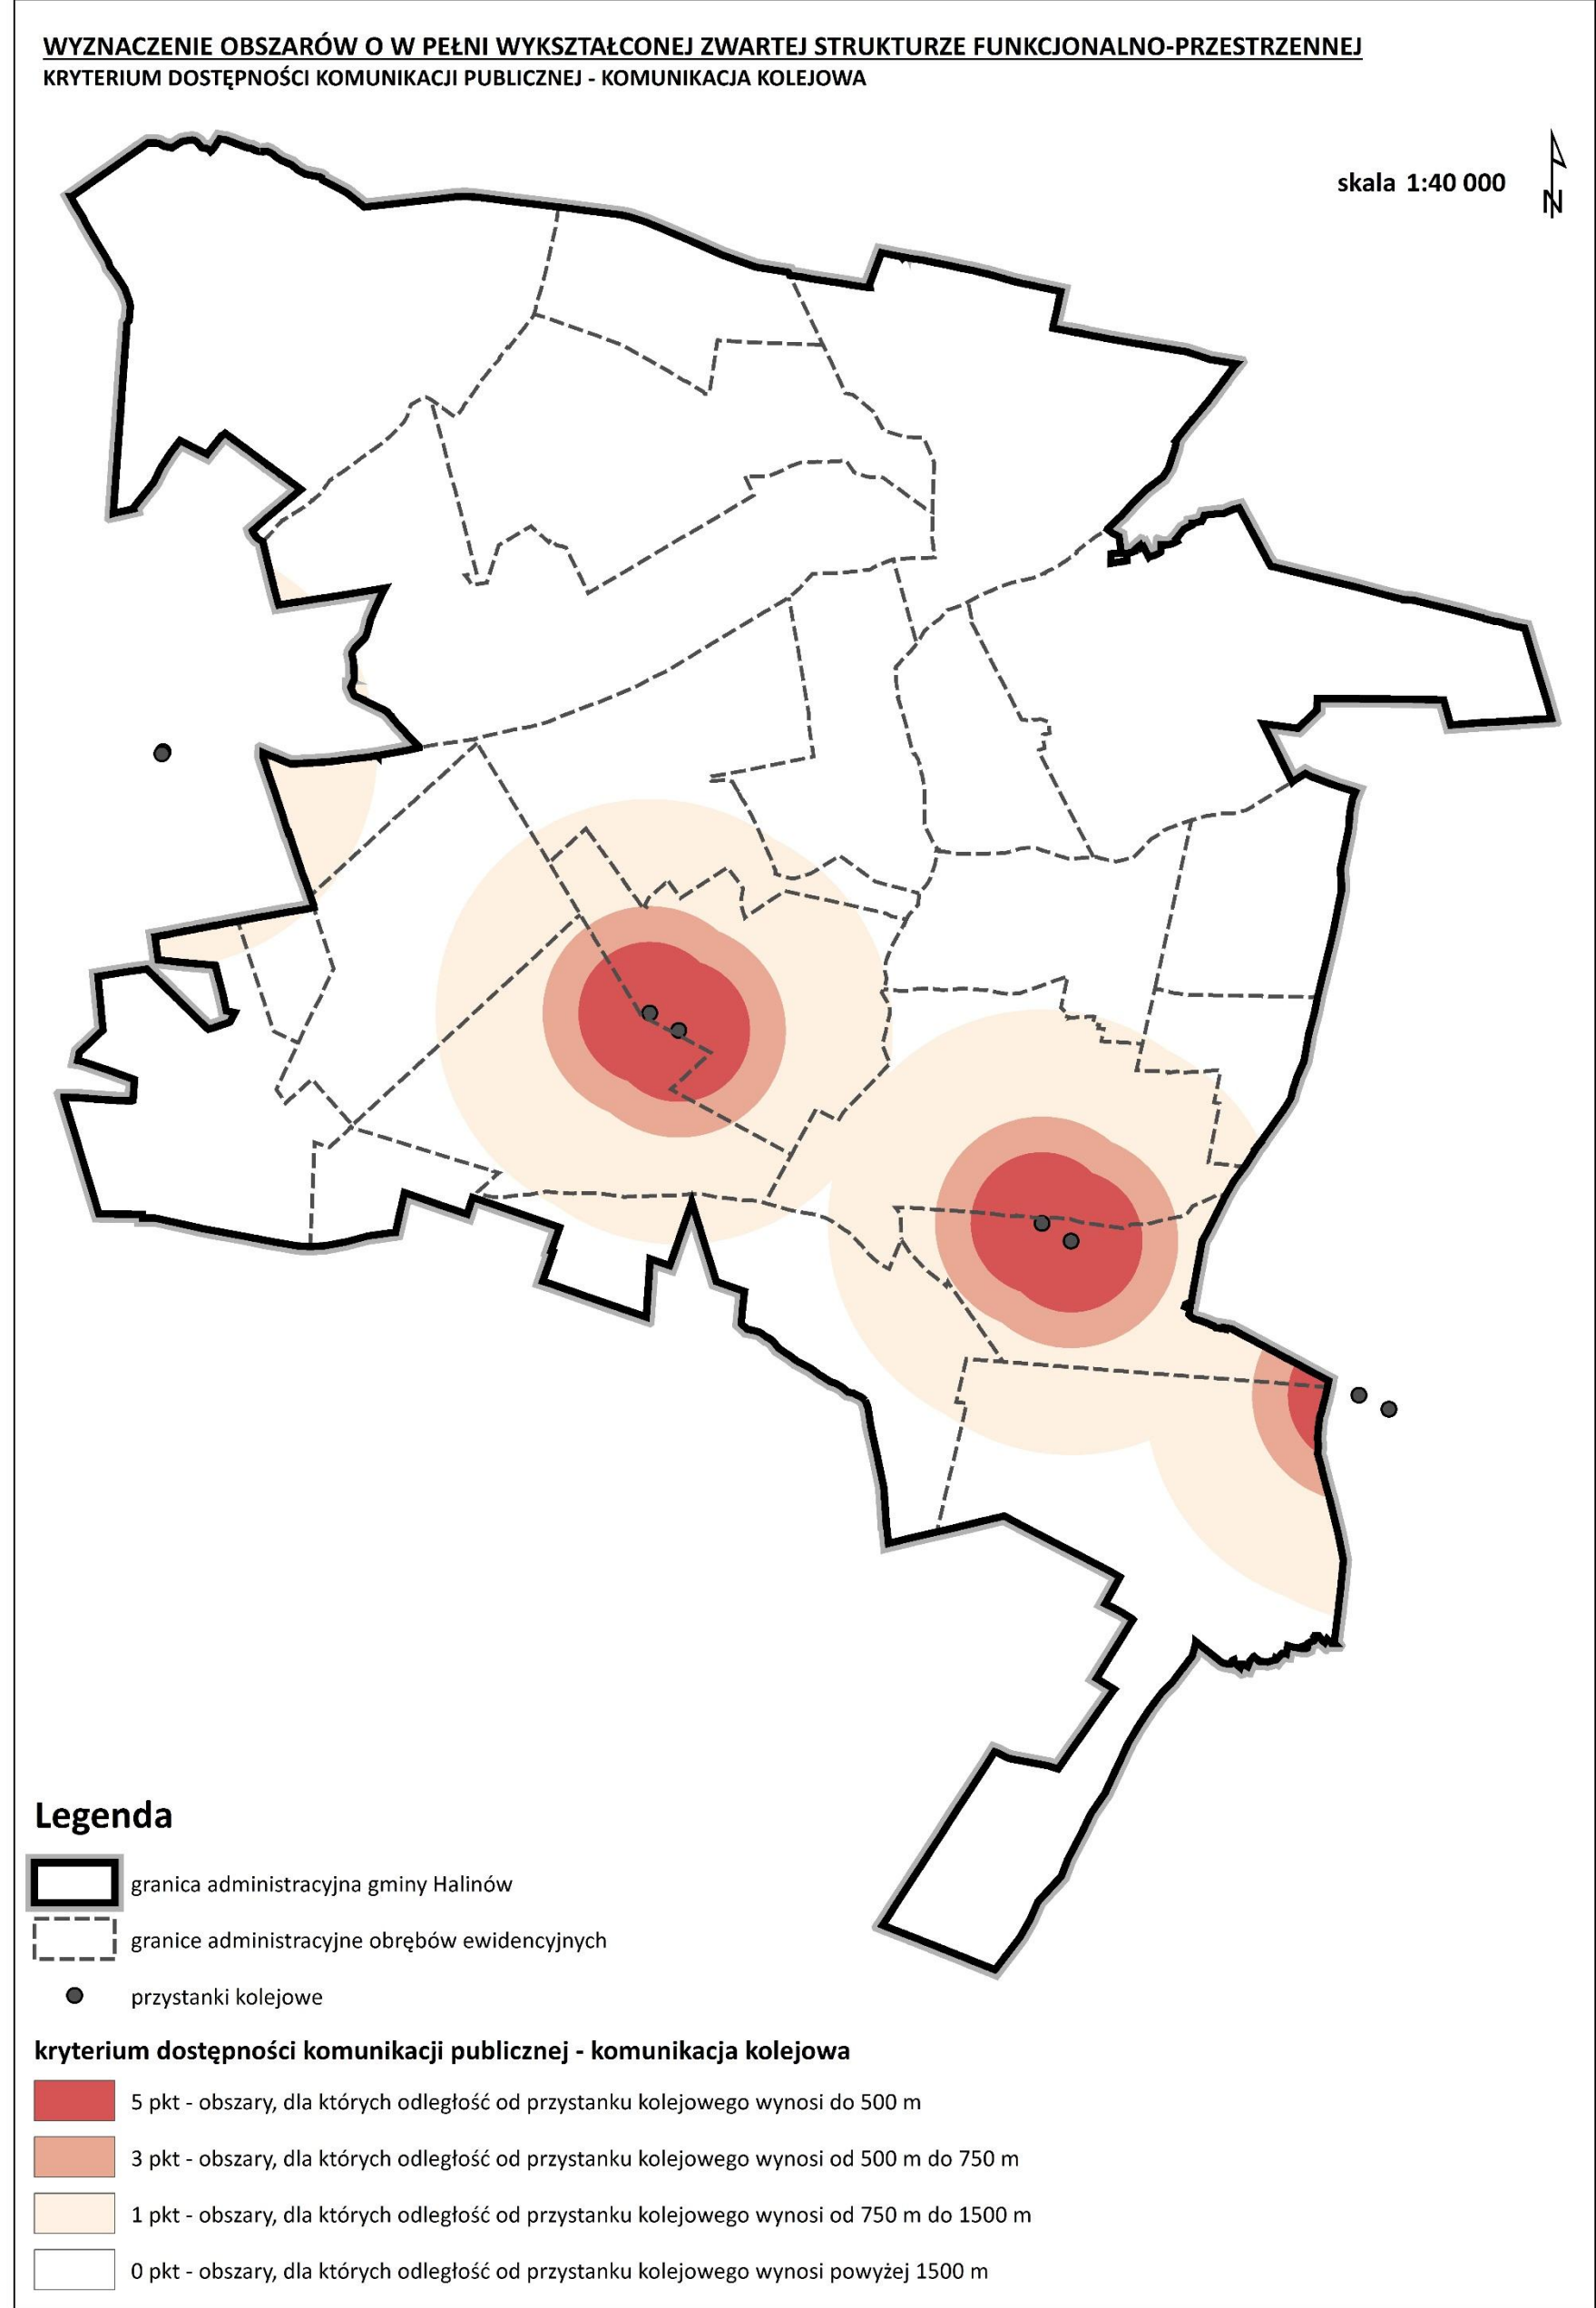 WYZNACZENIE OBSZARÓW O W PEŁNI WYKSZTAŁCONEJ ZWARTEJ STRUKTURZE FUNKCJONALNO-PRZESTRZENNEJ
KRYTERIUM DOSTĘPNOŚCI KOMUNIKACJI PUBLICZNEJ - KOMUNIKACJA KOLEJOWA
skala 1:40 000
N
Legenda
granica administracyjna gminy Halinów
granice administracyjne obrębów ewidencyjnych
przystanki kolejowe
kryterium dostępności komunikacji publicznej - komunikacja kolejowa
5 pkt - obszary, dla których odległość od przystanku kolejowego wynosi do 500 m
3 pkt - obszary, dla których odległość od przystanku kolejowego wynosi od 500 m do 750 m
1 pkt - obszary, dla których odległość od przystanku kolejowego wynosi od 750 m do 1500 m
0 pkt - obszary, dla których odległość od przystanku kolejowego wynosi powyżej 1500 m